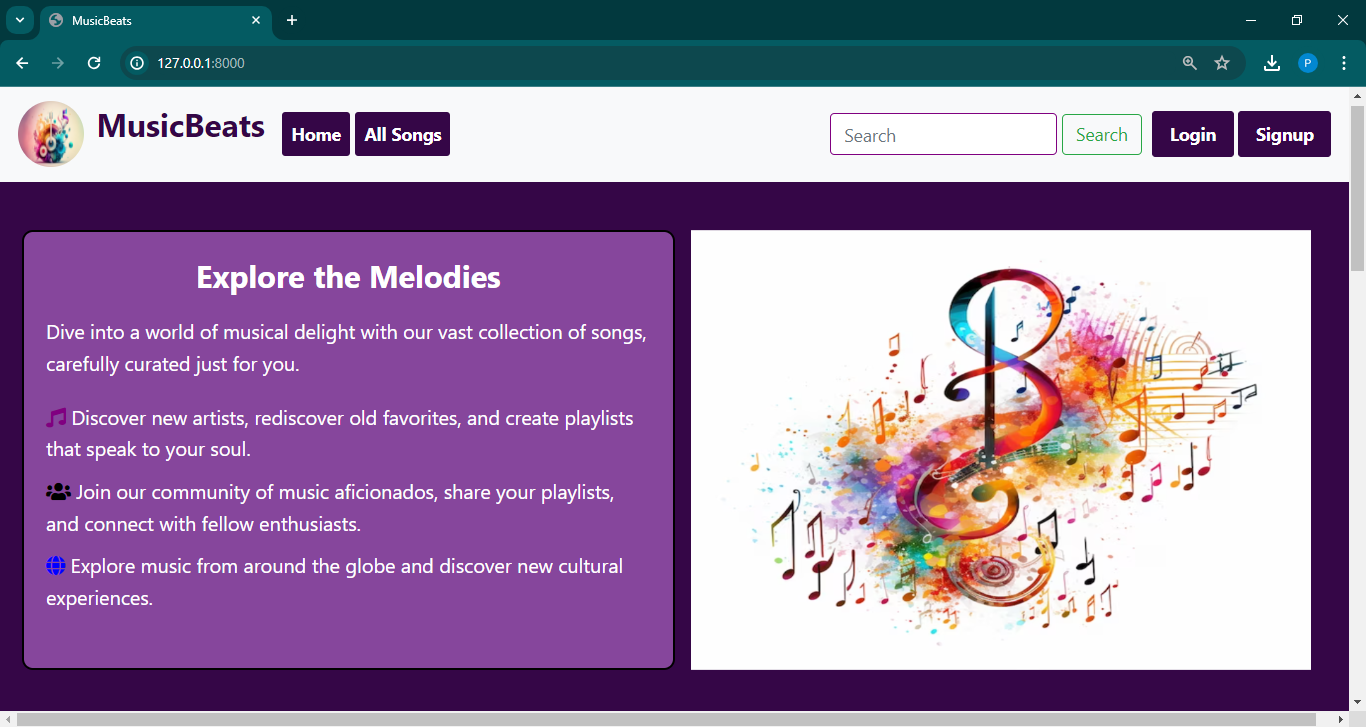 MusicBeats
127.0.0.1:8000
P
MusicBeats
Home
All Songs
Search
Search
Login
Signup
Explore the Melodies
Dive into a world of musical delight with our vast collection of songs,
carefully curated just for you.
Discover new artists, rediscover old favorites, and create playlists
that speak to your soul.
Join our community of music aficionados, share your playlists,
and connect with fellow enthusiasts.
Explore music from around the globe and discover new cultural
experiences.